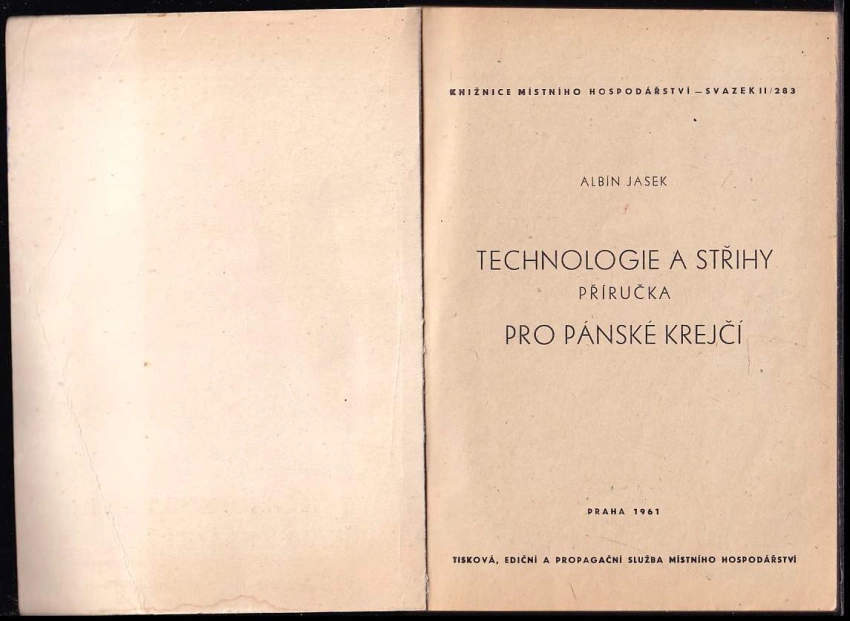 KNIŽNICE MÍSTNÍHO HOSPODÁŘSTVÍ – SVAZEK II/283
ALBÍN JASEK
TECHNOLOGIE A STŘIHY
PŘÍRUČKA
PRO PÁNSKÉ KREJČÍ
PRAHA 1961
TISKOVÁ, EDIČNÍ A PROPAGAČNÍ SLUŽBA MÍSTNÍHO HOSPODÁŘSTVÍ